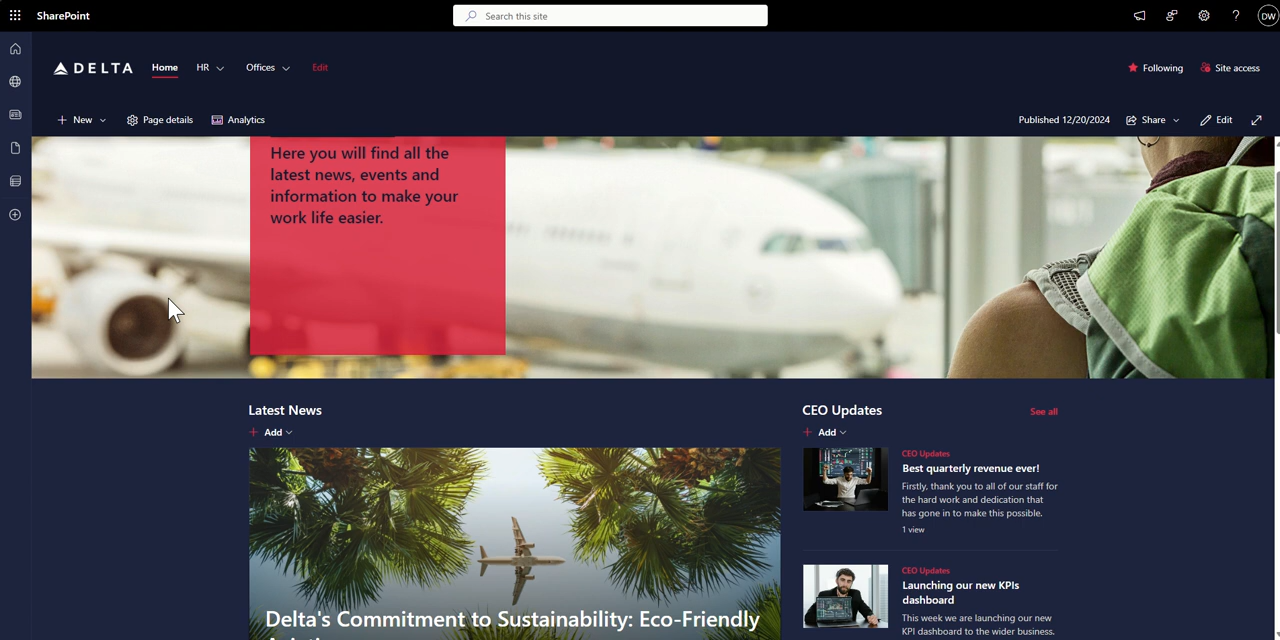 SharePoint
Search this site
DW
DELTA
Home
HR
Offices
Edit
Following
Site access
New
Page details
Analytics
Published 12/20/2024
Share
Edit
Here you will find all the
latest news, events and
information to make your
work life easier.
Latest News
Add
Delta's Commitment to Sustainability: Eco-Friendly
CEO Updates
See all
Add
CEO Updates
Best quarterly revenue ever!
Firstly, thank you to all of our staff for
the hard work and dedication that
has gone in to make this possible.
1 view
CEO Updates
Launching our new KPIs
dashboard
This week we are launching our new
KPI dashboard to the wider business.